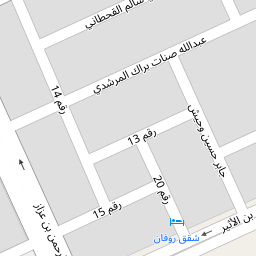 سالم القحطاني
عبدالله صنات براك المرشدي
رقم 14
جابر حسين وحيش
رقم 13
رقم 20
رقم 15
رحمن بن عزاز
بن الأثير
شقق روفان